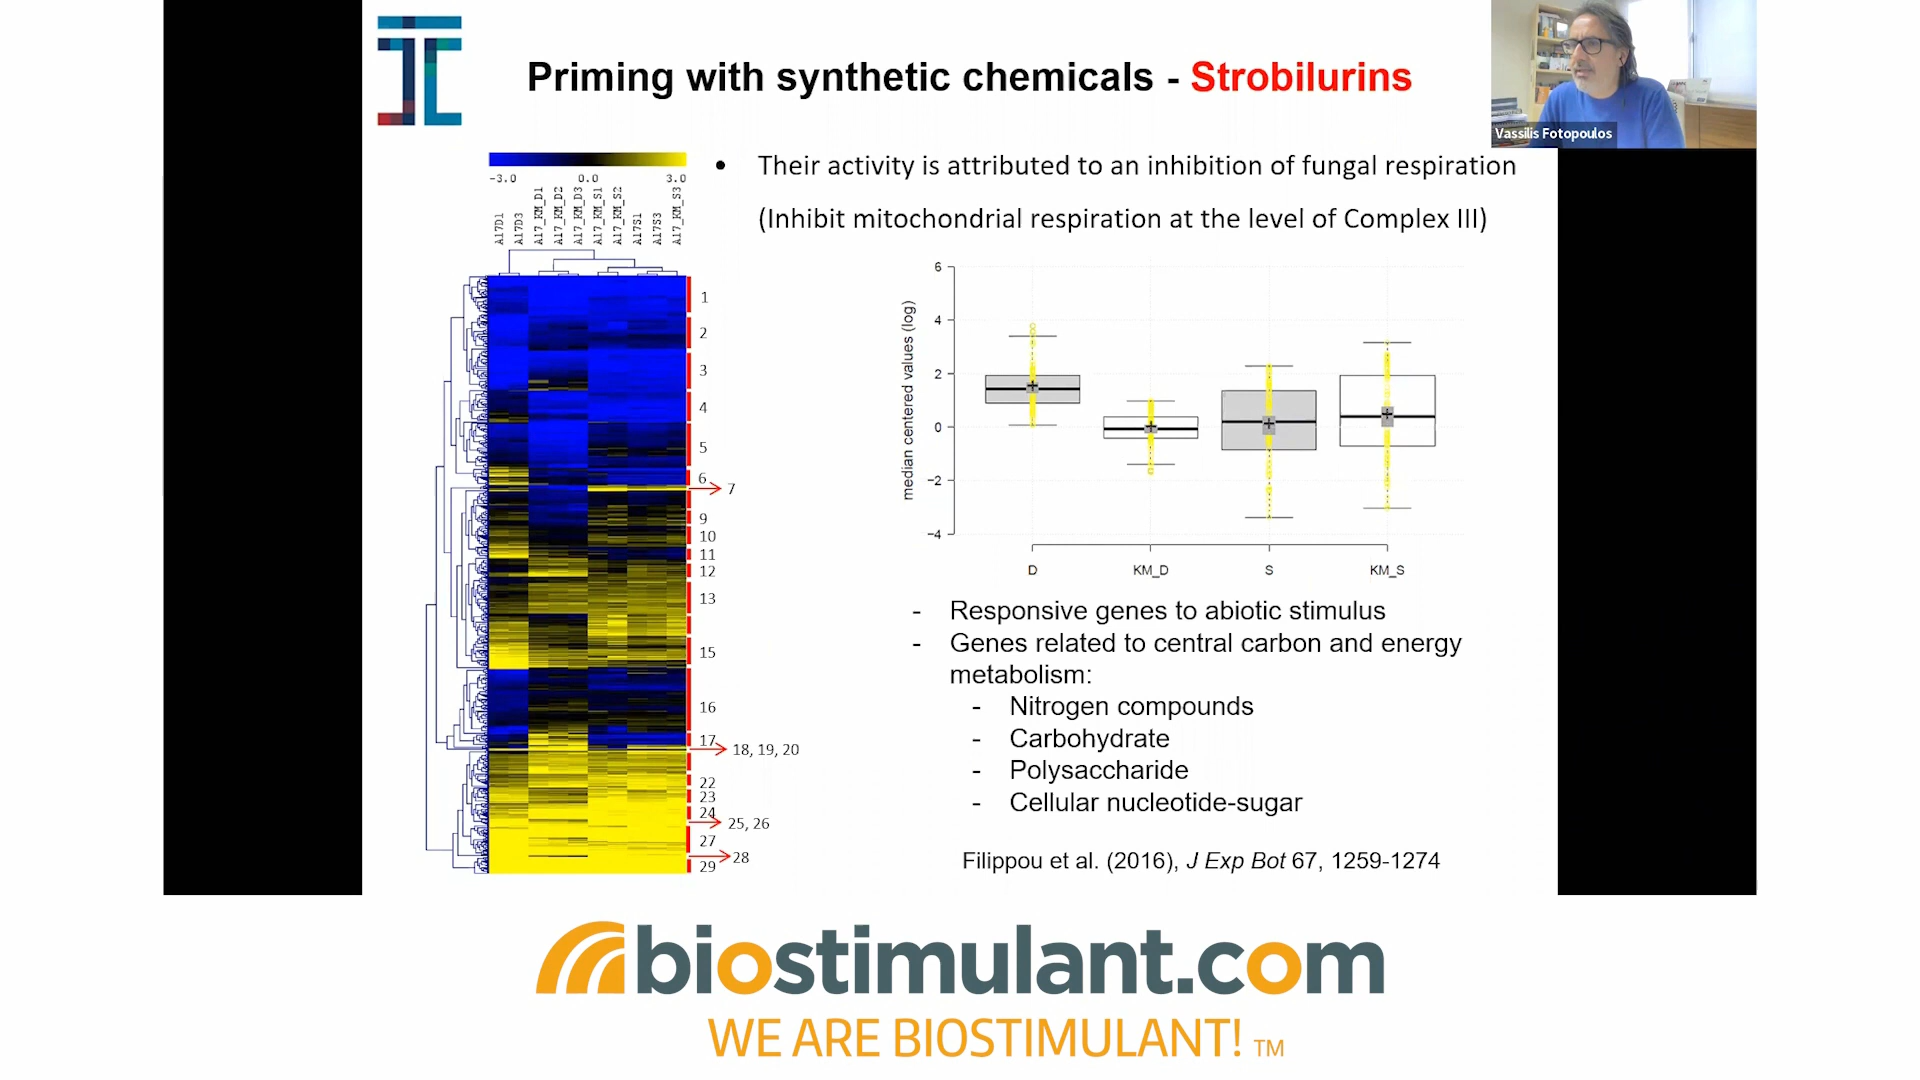 Priming with synthetic chemicals - Strobilurins
Vassilis Fotopoulos
• Their activity is attributed to an inhibition of fungal respiration
(Inhibit mitochondrial respiration at the level of Complex III)
-3.0 0.0 3.0
A17D1
A17D3
A17_KM_D1
A17_KM_D2
A17_KM_D3
A17_KM_S1
A17_KM_S2
A17S1
A17S3
A17_KM_S3
1
2
3
4
5
6
7
9
10
11
12
13
15
16
17
18, 19, 20
22
23
24
25, 26
27
28
29
median centered values (log)
6
4
2
0
-2
-4
D KM_D S KM_S
- Responsive genes to abiotic stimulus
- Genes related to central carbon and energy
metabolism:
- Nitrogen compounds
- Carbohydrate
- Polysaccharide
- Cellular nucleotide-sugar
Filippou et al. (2016), J Exp Bot 67, 1259-1274
biostimulant.com
WE ARE BIOSTIMULANT! TM